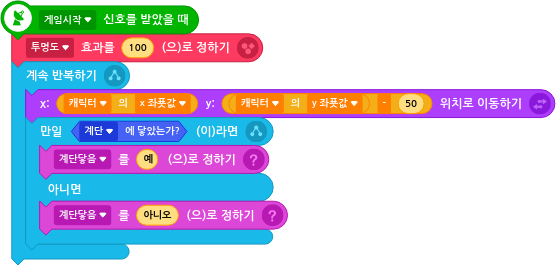 게임시작 신호를 받았을 때
투명도 효과를 100 (으)로 정하기
계속 반복하기
x: 캐릭터 의 x 좌푯값 y: 캐릭터 의 y 좌푯값 - 50 위치로 이동하기
만일 계단 에 닿았는가? (이)라면
계단닿음 를 예 (으)로 정하기
아니면
계단닿음 를 아니오 (으)로 정하기